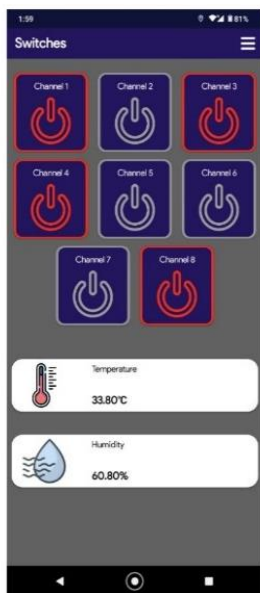 1:59 81%
Switches
Channel 1 Channel 2 Channel 3
Channel 4 Channel 5 Channel 6
Channel 7 Channel 8
Temperature
33.80°C
Humidity
60.80%